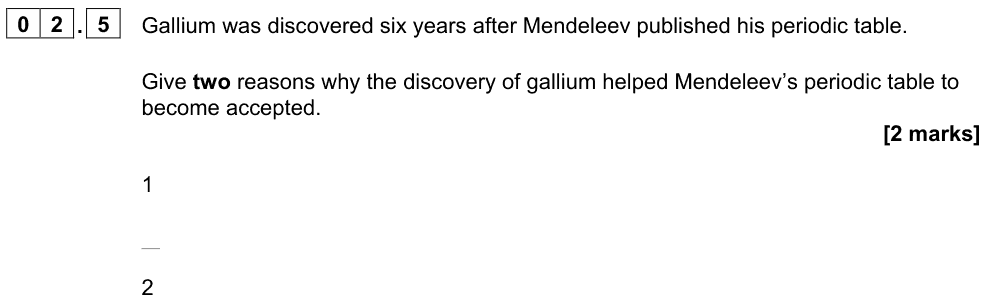 0 2 . 5 Gallium was discovered six years after Mendeleev published his periodic table.
Give two reasons why the discovery of gallium helped Mendeleev’s periodic table to
become accepted.
[2 marks]
1
2